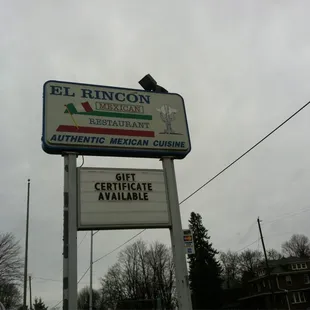 EL RINCON
MEXICAN
RESTAURANT
AUTHENTIC MEXICAN CUISINE
GIFT
CERTIFICATE
AVAILABLE